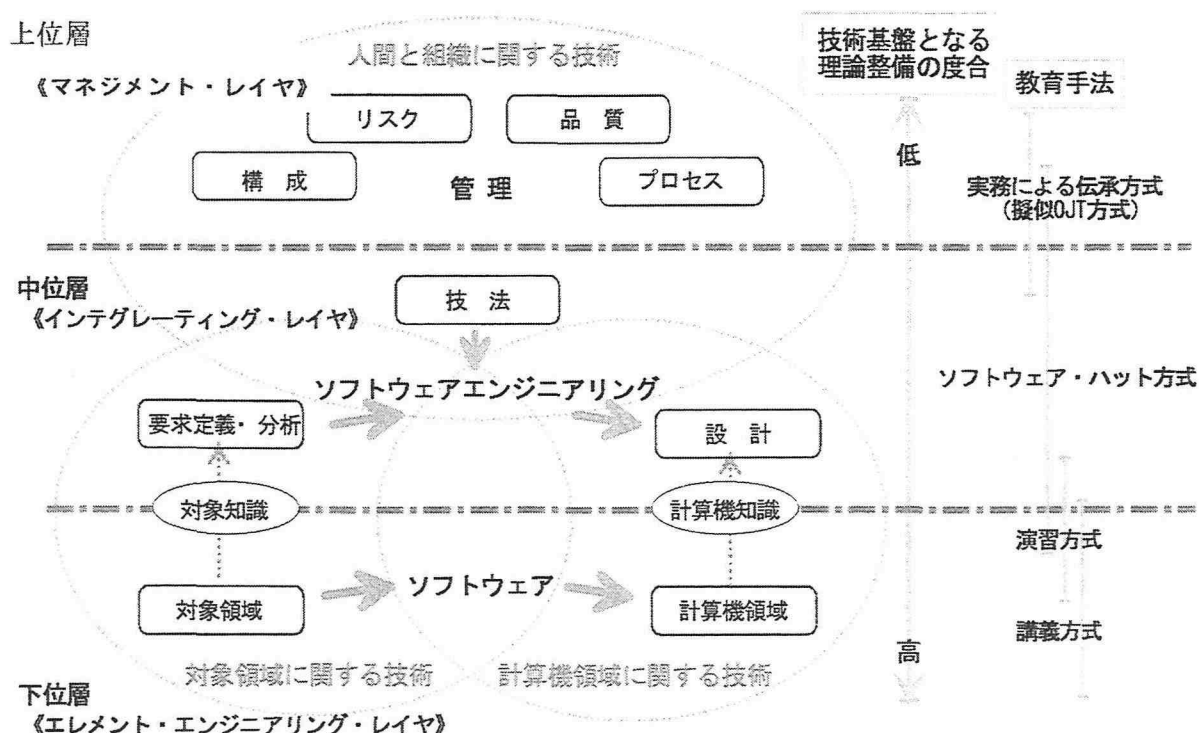 上位層
人間と組織に関する技術
技術基盤となる
理論整備の度合
教育手法
《マネジメント・レイヤ》
リスク
品 質
低
構 成
管 理
プロセス
実務による伝承方式
(擬似OJT方式)
中位層
《インテグレーティング・レイヤ》
技 法
ソフトウェア・ハット方式
ソフトウェアエンジニアリング
要求定義・分析
設 計
対象知識
計算機知識
演習方式
ソフトウェア
対象領域
計算機領域
講義方式
高
対象領域に関する技術
計算機領域に関する技術
下位層
《エレメント・エンジニアリング・レイヤ》